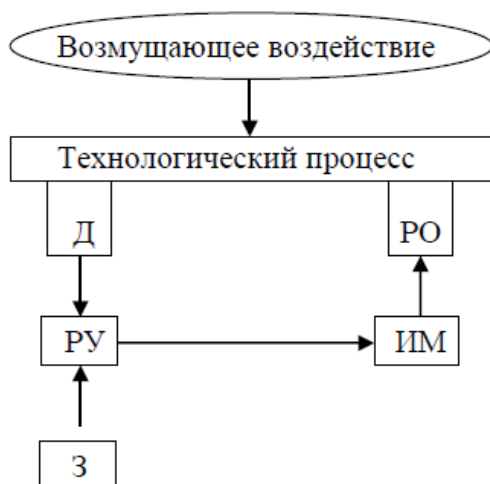 Возмущающее воздействие
Технологический процесс
Д
РО
РУ
ИМ
З